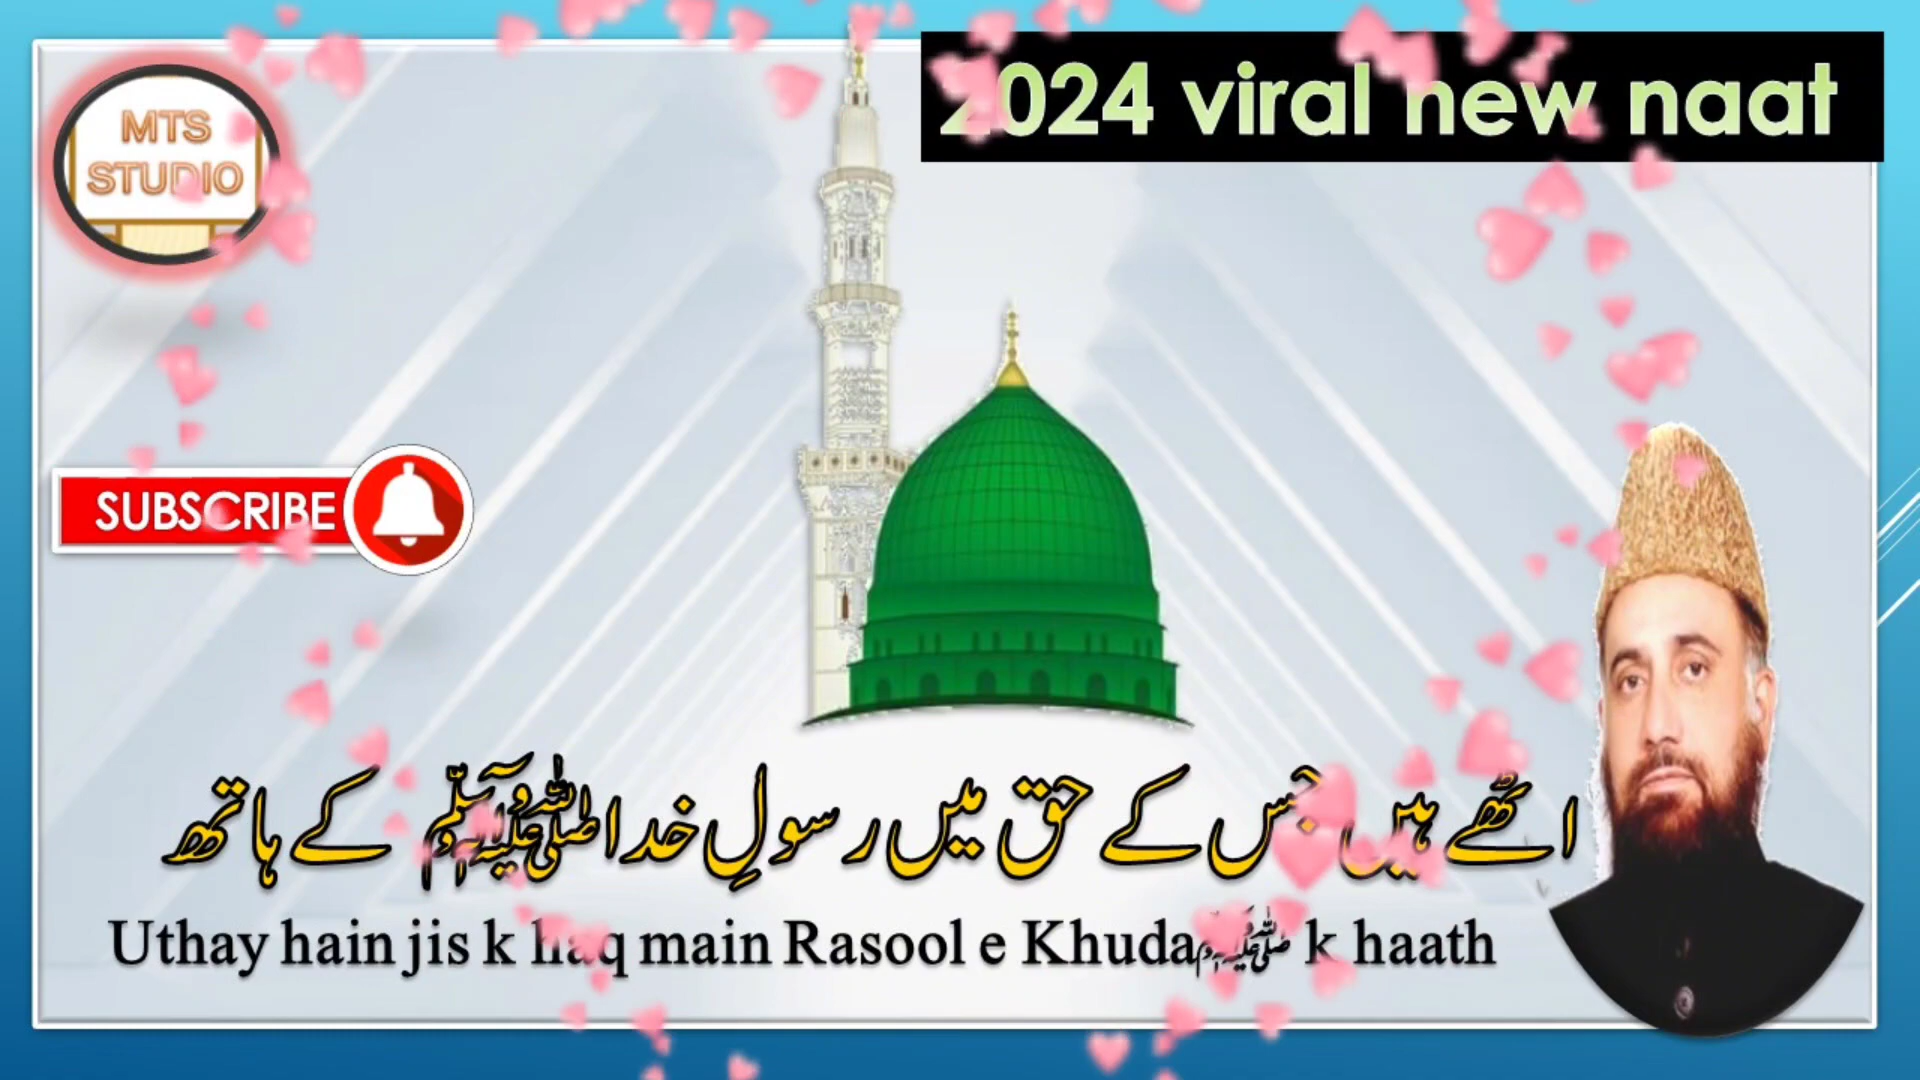 MTS
STUDIO
2024 viral new naat
SUBSCRIBE
اٹھے ہیں جس کے حق میں رسولِ خدا ﷺ کے ہاتھ
Uthay hain jis k haq main Rasool e Khuda ﷺ k haath